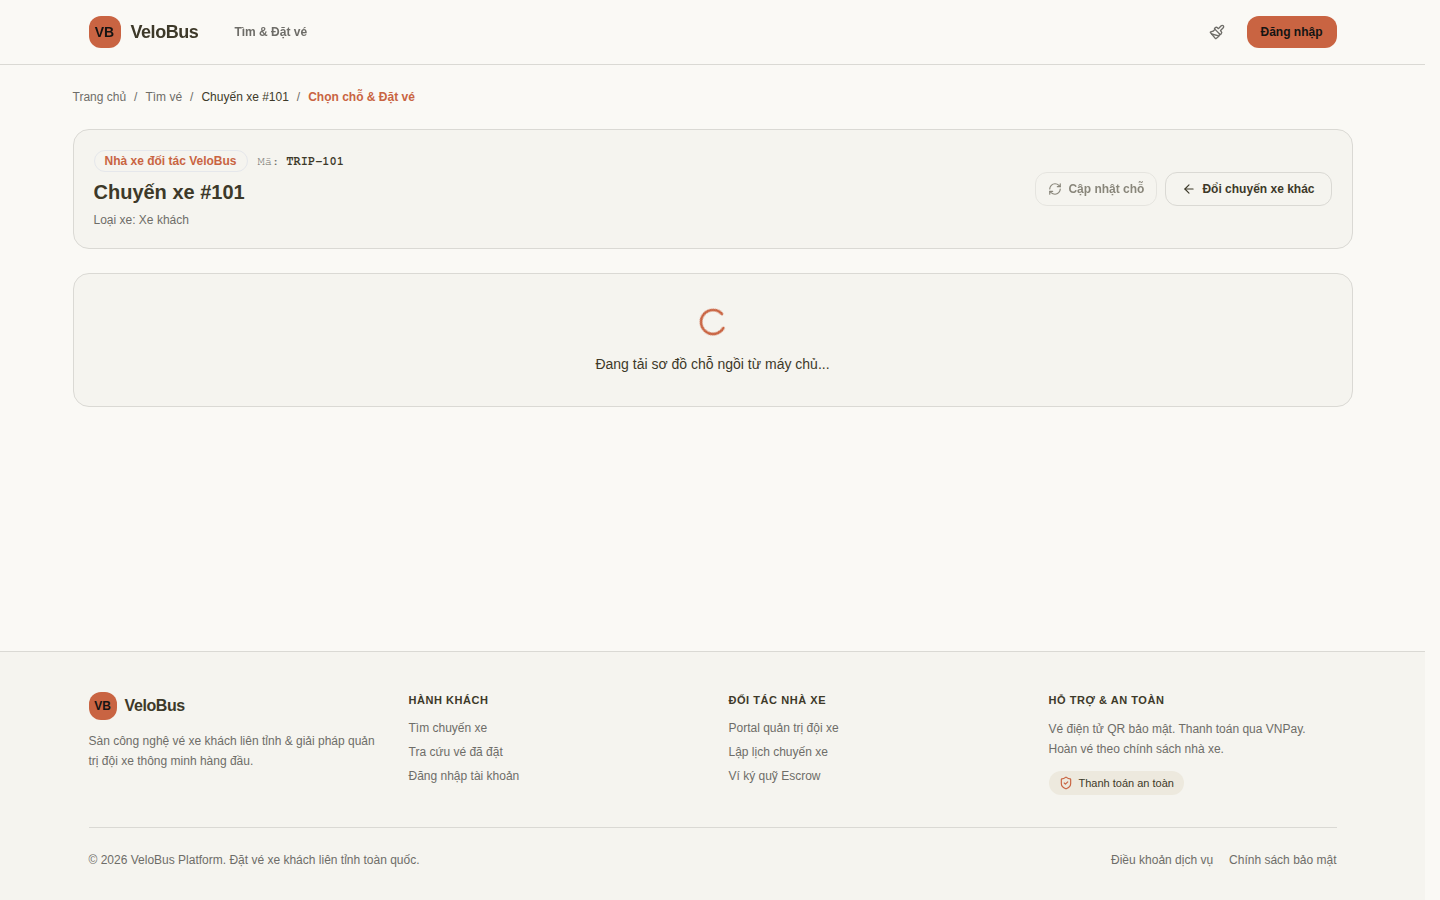 VB VeloBus Tìm & Đặt vé Đăng nhập
Trang chủ / Tìm vé / Chuyến xe #101 / Chọn chỗ & Đặt vé
Nhà xe đối tác VeloBus Mã: TRIP-101
Chuyến xe #101
Loại xe: Xe khách
Cập nhật chỗ Đổi chuyến xe khác
Đang tải sơ đồ chỗ ngồi từ máy chủ...
VB VeloBus
Sàn công nghệ vé xe khách liên tỉnh & giải pháp quản
trị đội xe thông minh hàng đầu.
HÀNH KHÁCH
Tìm chuyến xe
Tra cứu vé đã đặt
Đăng nhập tài khoản
ĐỐI TÁC NHÀ XE
Portal quản trị đội xe
Lập lịch chuyến xe
Ví ký quỹ Escrow
HỖ TRỢ & AN TOÀN
Vé điện tử QR bảo mật. Thanh toán qua VNPay.
Hoàn vé theo chính sách nhà xe.
Thanh toán an toàn
© 2026 VeloBus Platform. Đặt vé xe khách liên tỉnh toàn quốc.
Điều khoản dịch vụ Chính sách bảo mật